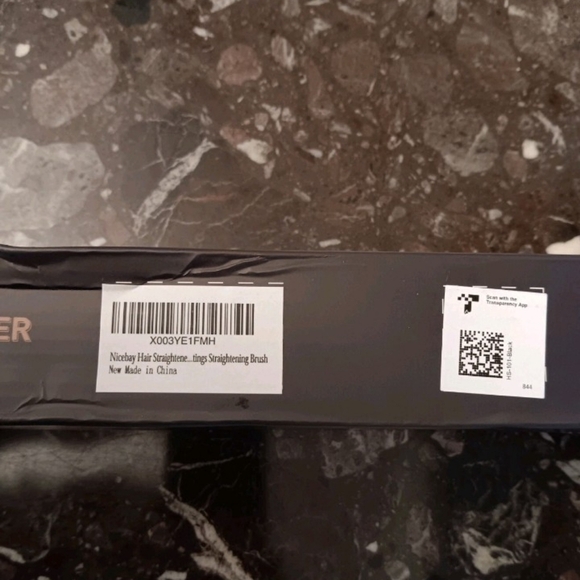 ER
X003YE1FMH
Nicebay Hair Straightene...tings Straightening Brush
New Made in China
Scan with the
Transparency App
HS-101-Black
844